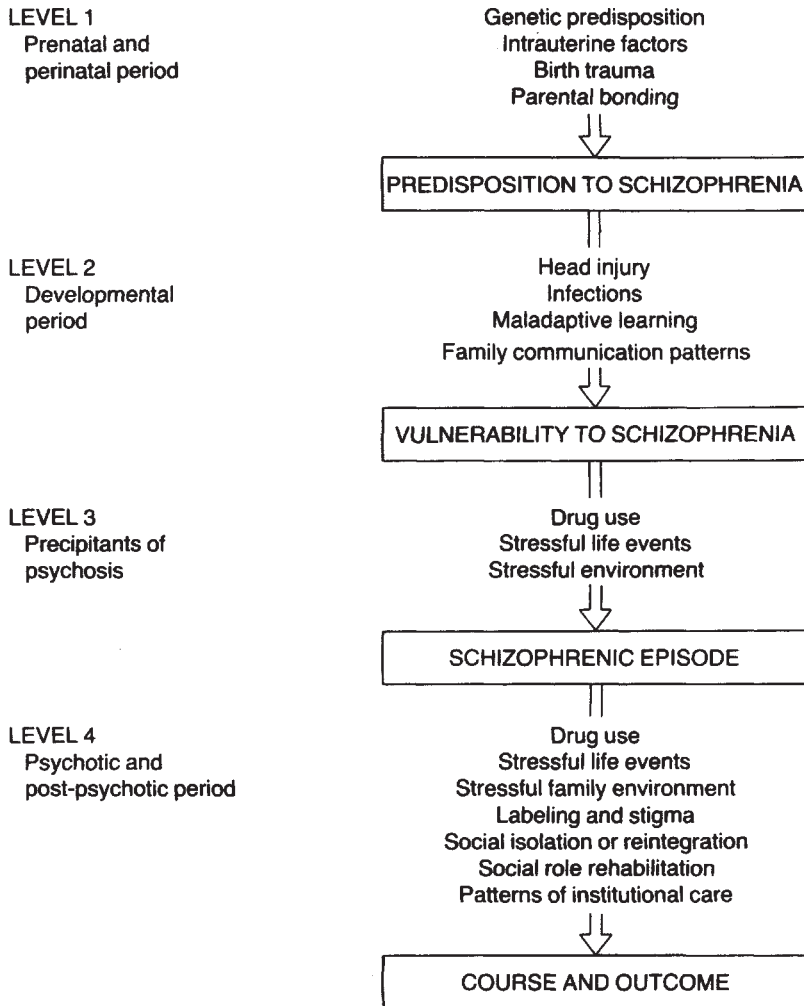 LEVEL 1
Prenatal and
perinatal period
Genetic predisposition
Intrauterine factors
Birth trauma
Parental bonding
PREDISPOSITION TO SCHIZOPHRENIA
LEVEL 2
Developmental
period
Head injury
Infections
Maladaptive learning
Family communication patterns
VULNERABILITY TO SCHIZOPHRENIA
LEVEL 3
Precipitants of
psychosis
Drug use
Stressful life events
Stressful environment
SCHIZOPHRENIC EPISODE
LEVEL 4
Psychotic and
post-psychotic period
Drug use
Stressful life events
Stressful family environment
Labeling and stigma
Social isolation or reintegration
Social role rehabilitation
Patterns of institutional care
COURSE AND OUTCOME